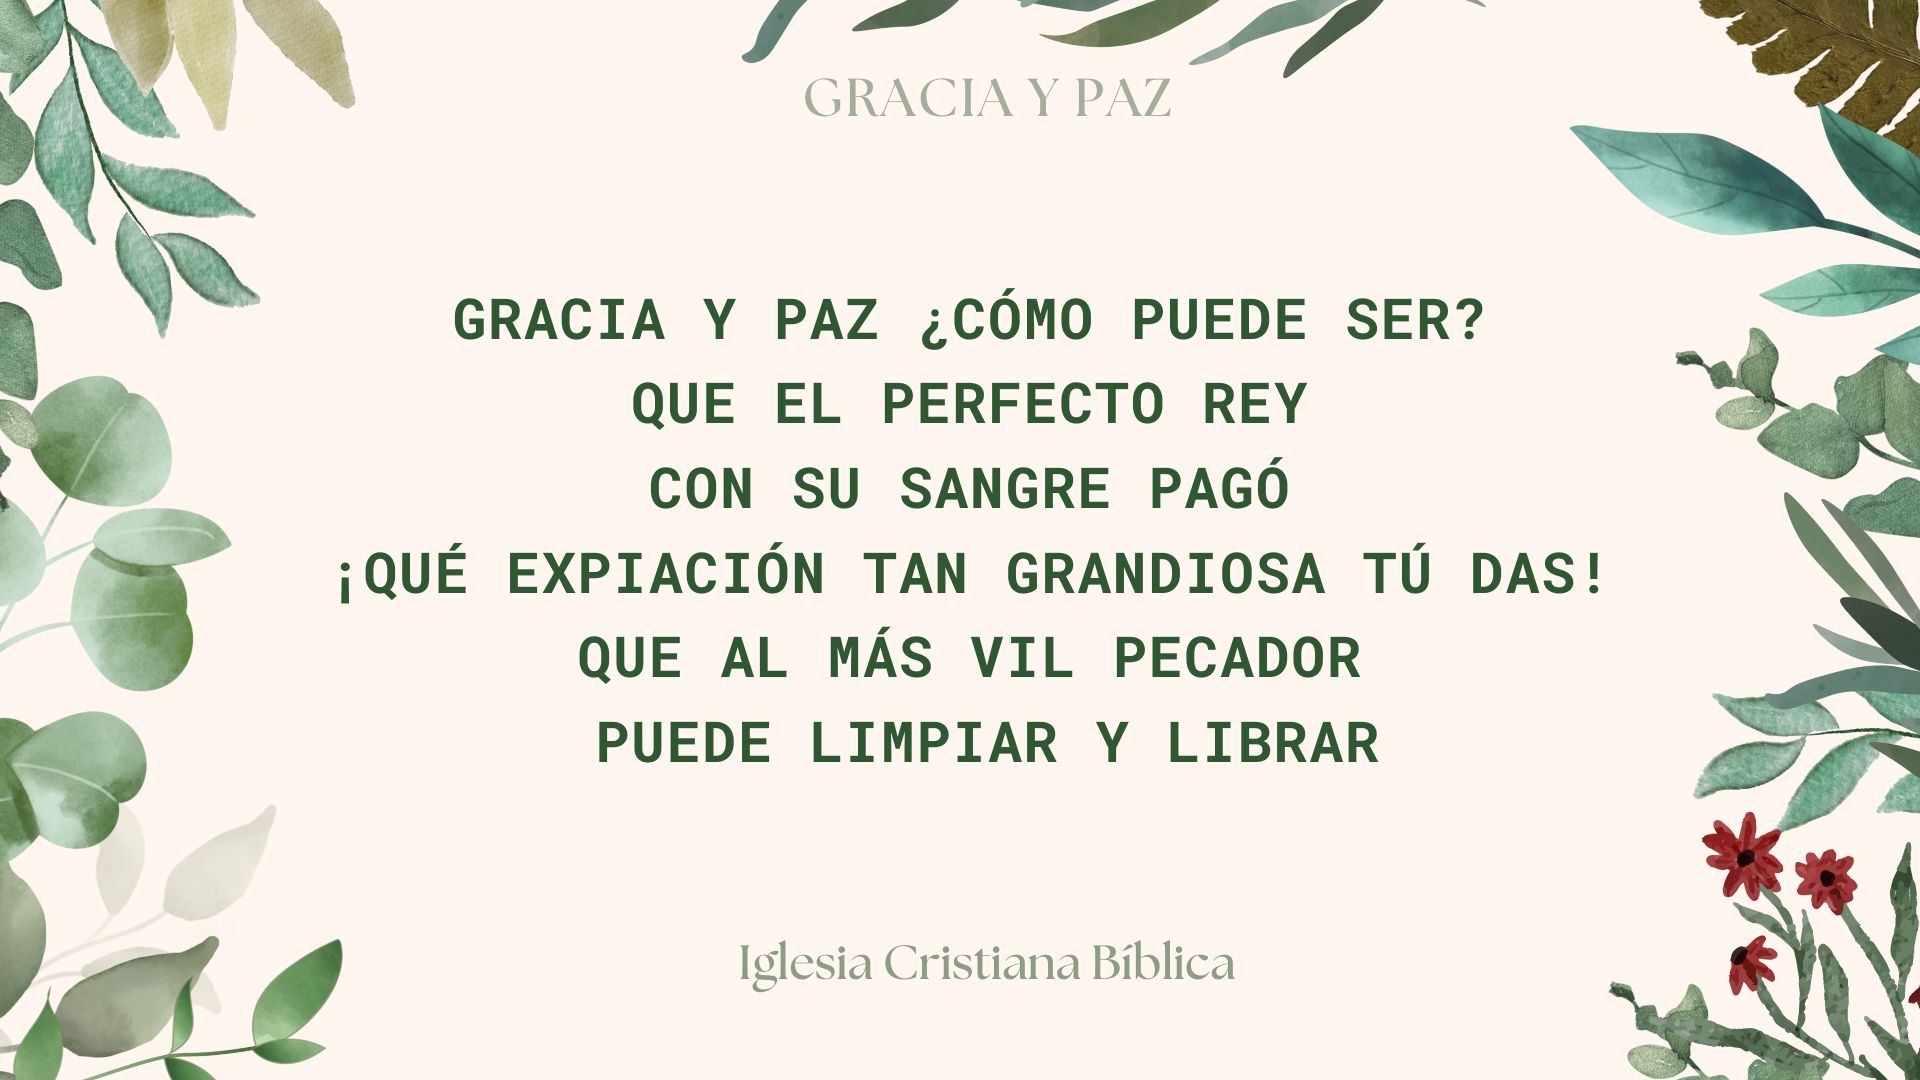 GRACIA Y PAZ
GRACIA Y PAZ ¿CÓMO PUEDE SER?
QUE EL PERFECTO REY
CON SU SANGRE PAGÓ
¡QUÉ EXPIACIÓN TAN GRANDIOSA TÚ DAS!
QUE AL MÁS VIL PECADOR
PUEDE LIMPIAR Y LIBRAR
Iglesia Cristiana Bíblica